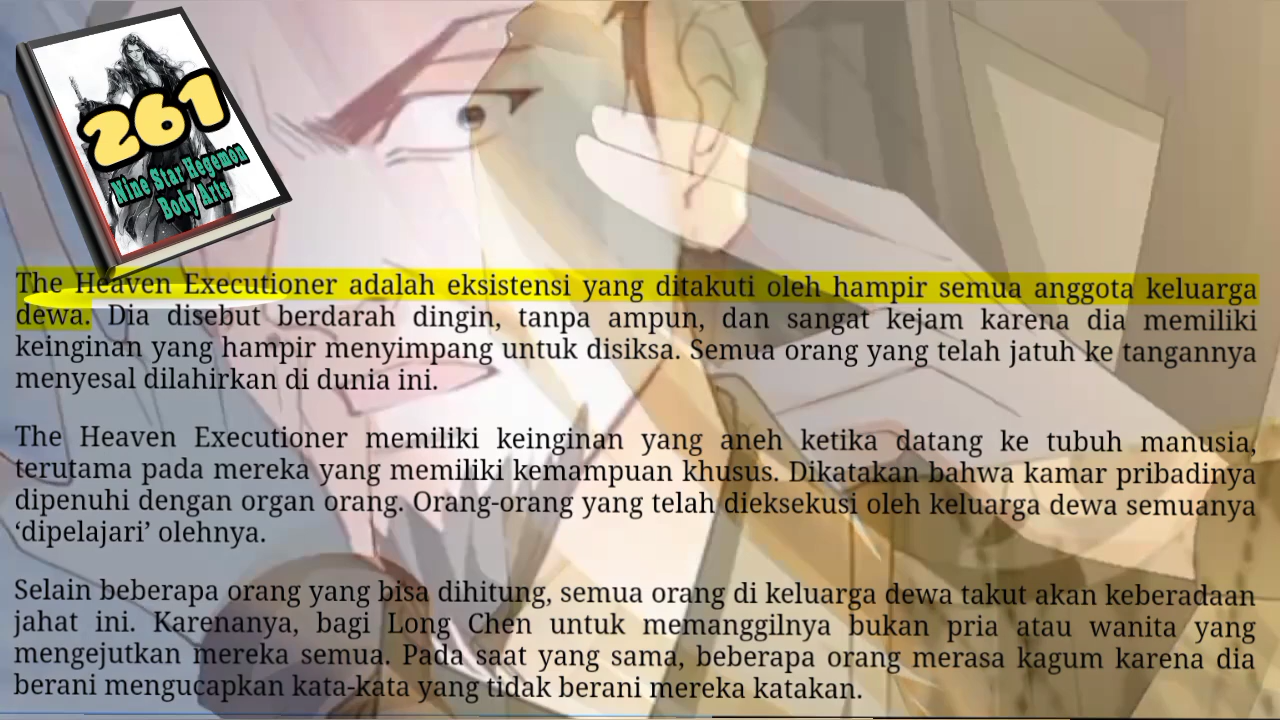 261
Nine Star Hegemon
Body Arts
The Heaven Executioner adalah eksistensi yang ditakuti oleh hampir semua anggota keluarga
dewa. Dia disebut berdarah dingin, tanpa ampun, dan sangat kejam karena dia memiliki
keinginan yang hampir menyimpang untuk disiksa. Semua orang yang telah jatuh ke tangannya
menyesal dilahirkan di dunia ini.
The Heaven Executioner memiliki keinginan yang aneh ketika datang ke tubuh manusia,
terutama pada mereka yang memiliki kemampuan khusus. Dikatakan bahwa kamar pribadinya
dipenuhi dengan organ orang. Orang-orang yang telah dieksekusi oleh keluarga dewa semuanya
‘dipelajari’ olehnya.
Selain beberapa orang yang bisa dihitung, semua orang di keluarga dewa takut akan keberadaan
jahat ini. Karenanya, bagi Long Chen untuk memanggilnya bukan pria atau wanita yang
mengejutkan mereka semua. Pada saat yang sama, beberapa orang merasa kagum karena dia
berani mengucapkan kata-kata yang tidak berani mereka katakan.